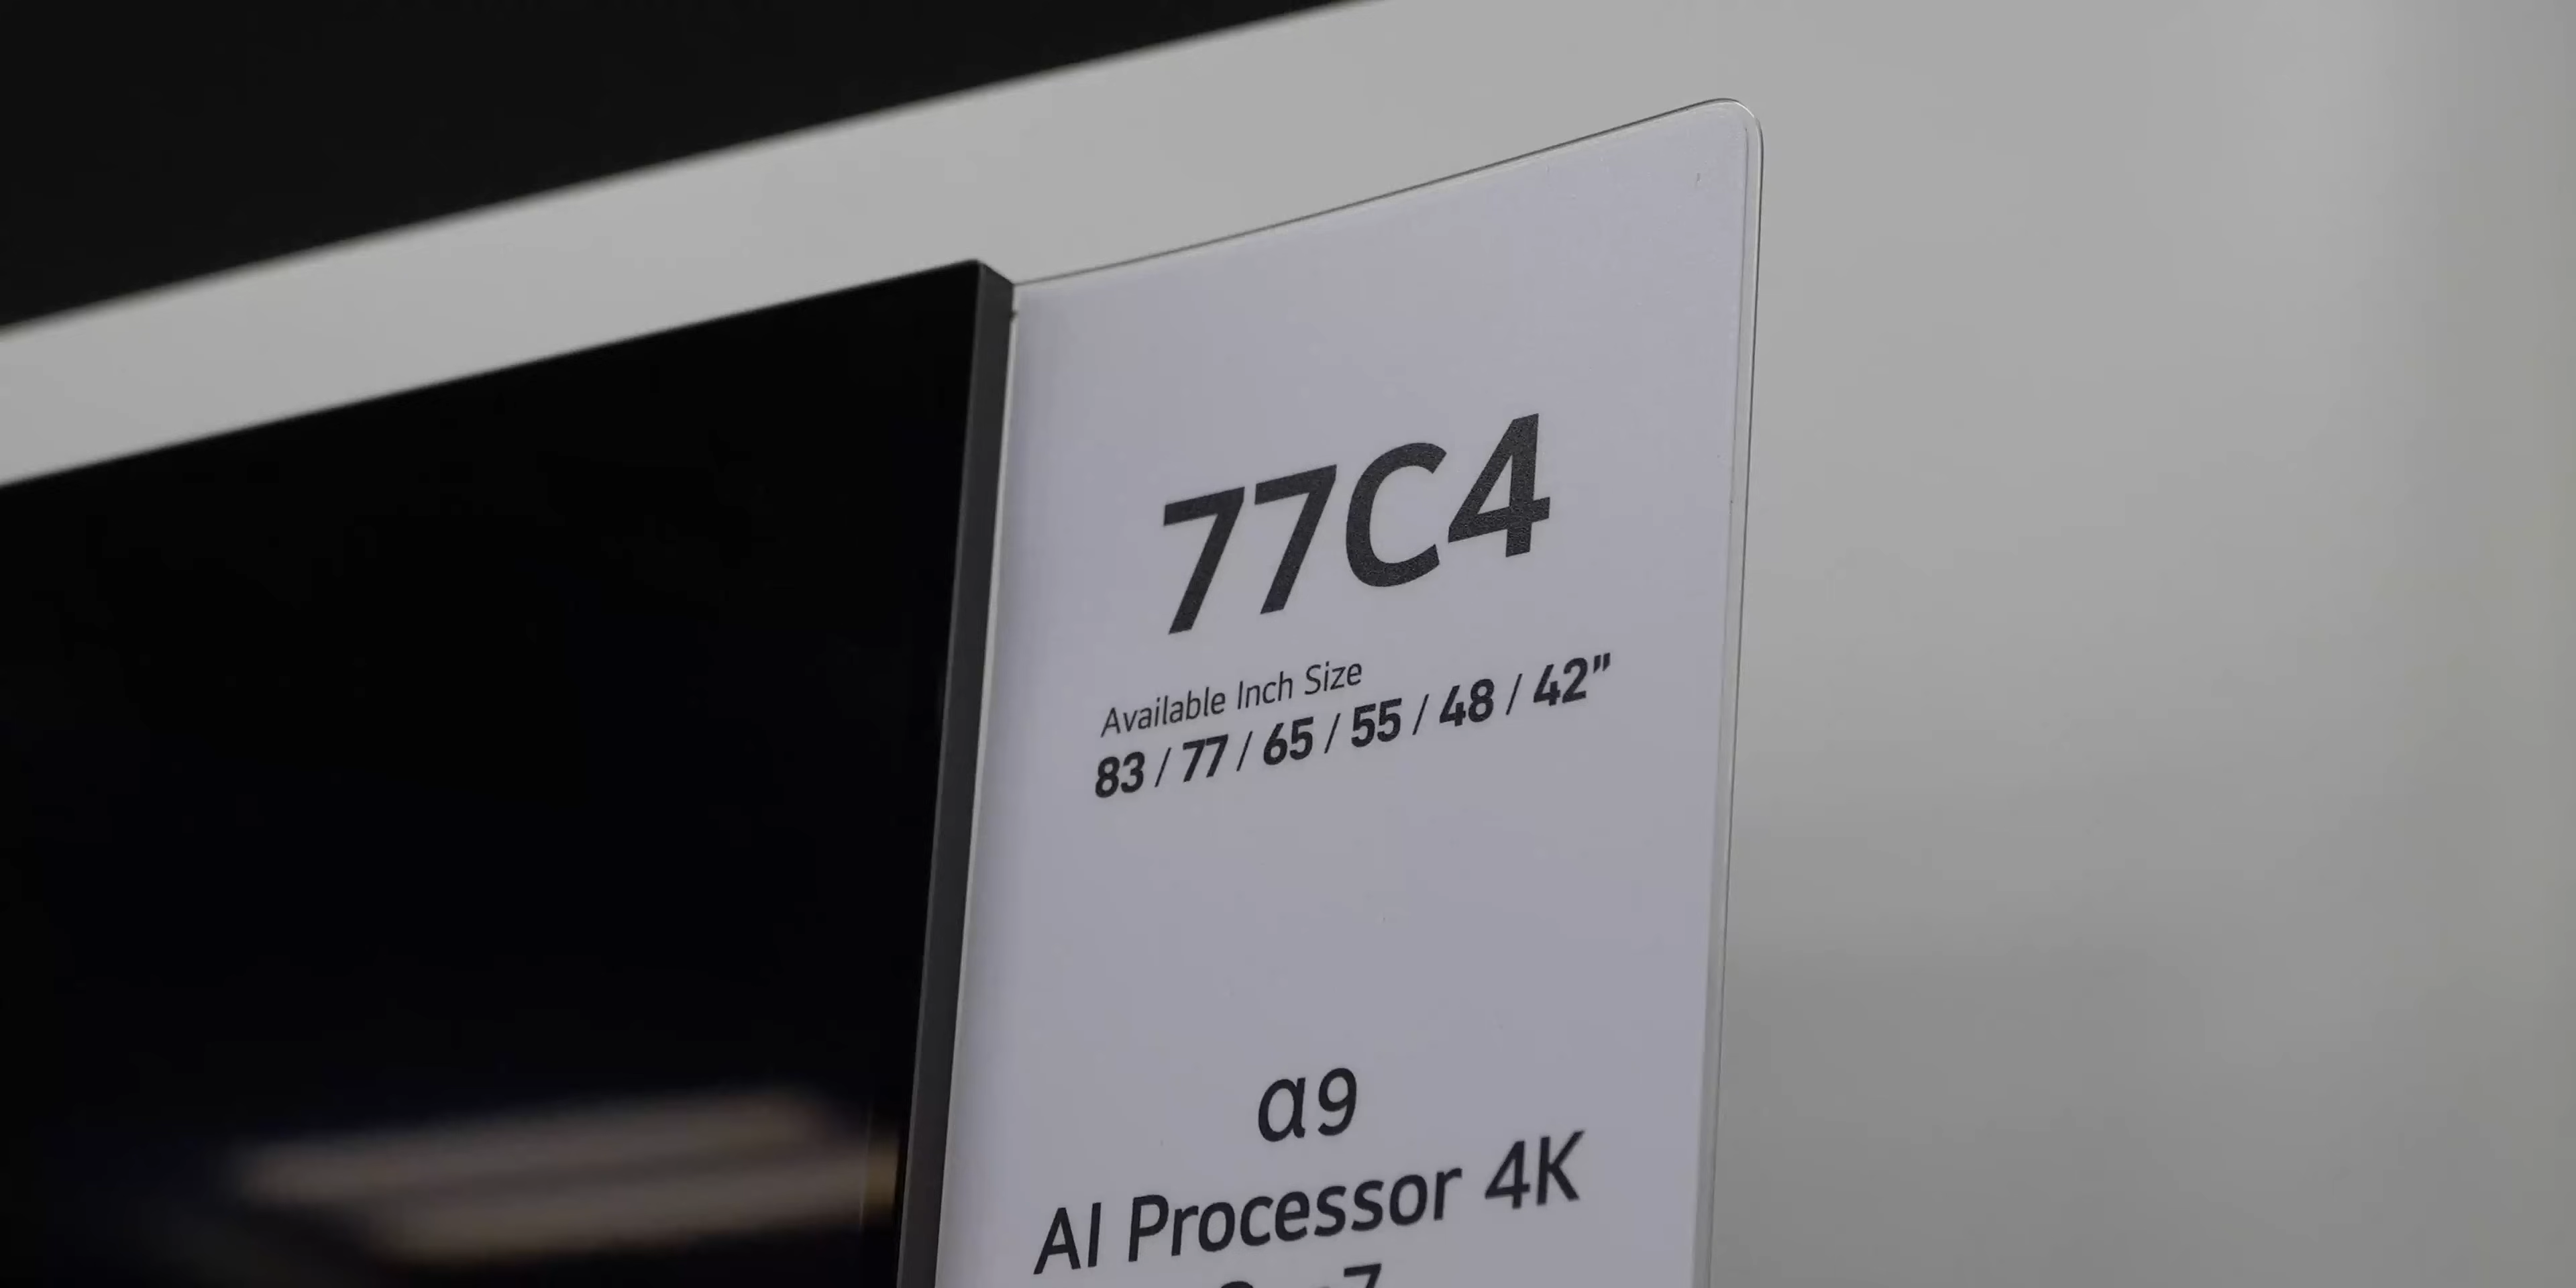 77C4
Available Inch Size
83 / 77 / 65 / 55 / 48 / 42"
α9
AI Processor 4K